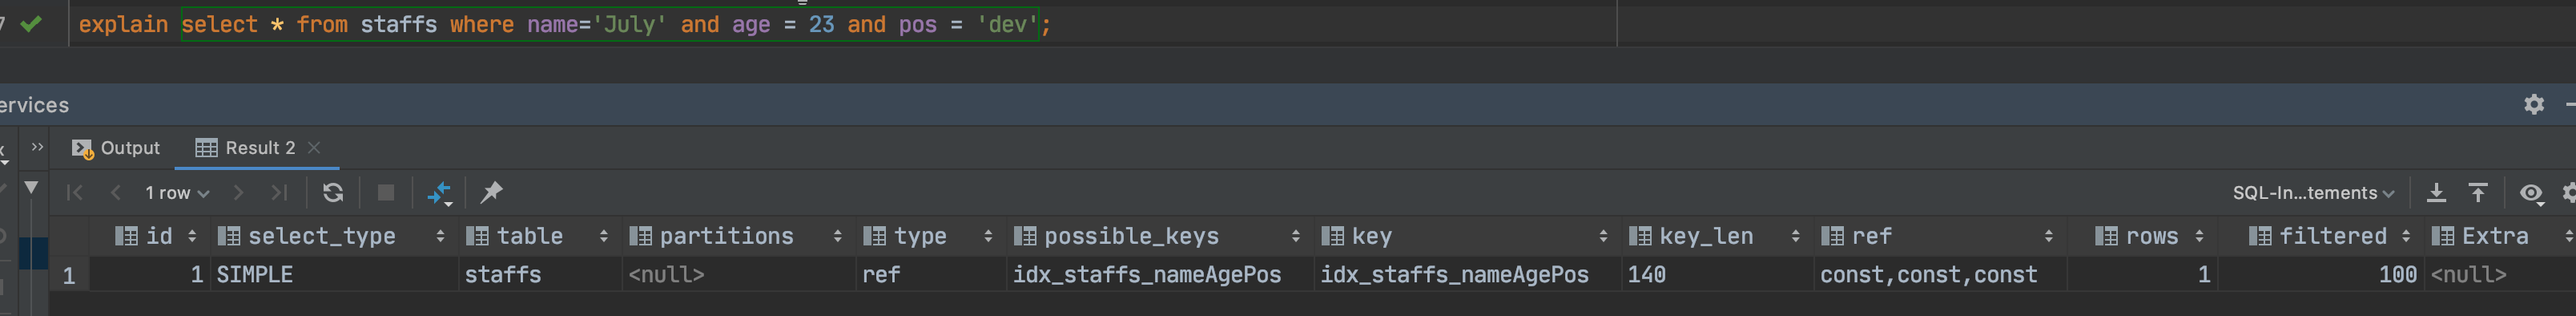 7 explain select * from staffs where name='July' and age = 23 and pos = 'dev';
ervices
Output Result 2
1 row SQL-In...tements
id select_type table partitions type possible_keys key key_len ref rows filtered Extra
1 1 SIMPLE staffs <null> ref idx_staffs_nameAgePos idx_staffs_nameAgePos 140 const,const,const 1 100 <null>